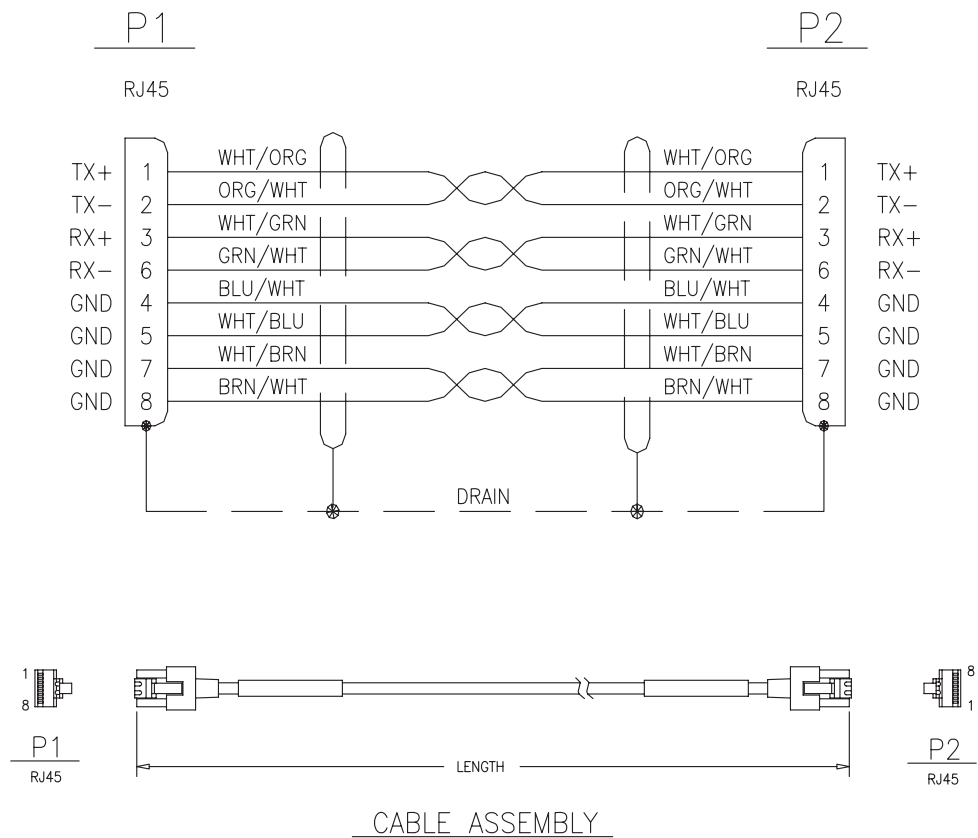 P1 P2
RJ45 RJ45
TX+ 1 WHT/ORG WHT/ORG 1 TX+
TX- 2 ORG/WHT ORG/WHT 2 TX-
RX+ 3 WHT/GRN WHT/GRN 3 RX+
RX- 6 GRN/WHT GRN/WHT 6 RX-
GND 4 BLU/WHT BLU/WHT 4 GND
GND 5 WHT/BLU WHT/BLU 5 GND
GND 7 WHT/BRN WHT/BRN 7 GND
GND 8 BRN/WHT BRN/WHT 8 GND
DRAIN
1 8
8 1
P1 P2
RJ45 LENGTH RJ45
CABLE ASSEMBLY